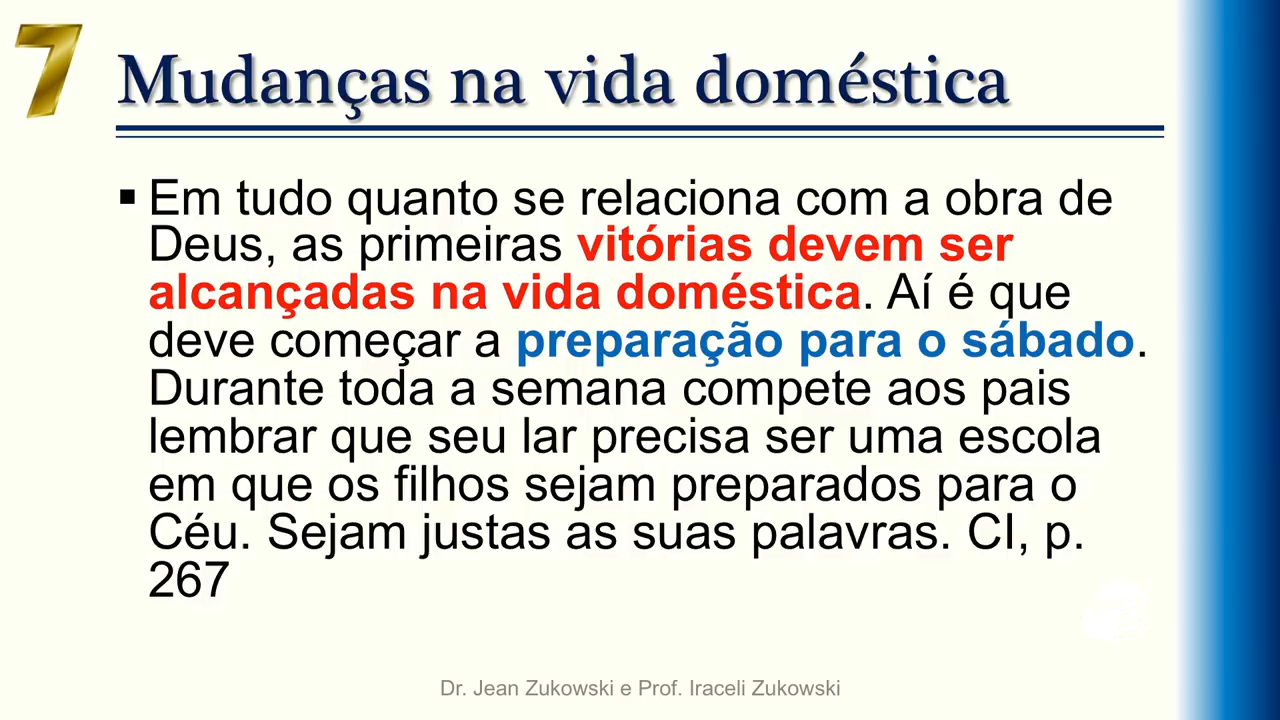 7
Mudanças na vida doméstica
▪ Em tudo quanto se relaciona com a obra de
Deus, as primeiras vitórias devem ser
alcançadas na vida doméstica. Aí é que
deve começar a preparação para o sábado.
Durante toda a semana compete aos pais
lembrar que seu lar precisa ser uma escola
em que os filhos sejam preparados para o
Céu. Sejam justas as suas palavras. CI, p.
267
Dr. Jean Zukowski e Prof. Iraceli Zukowski